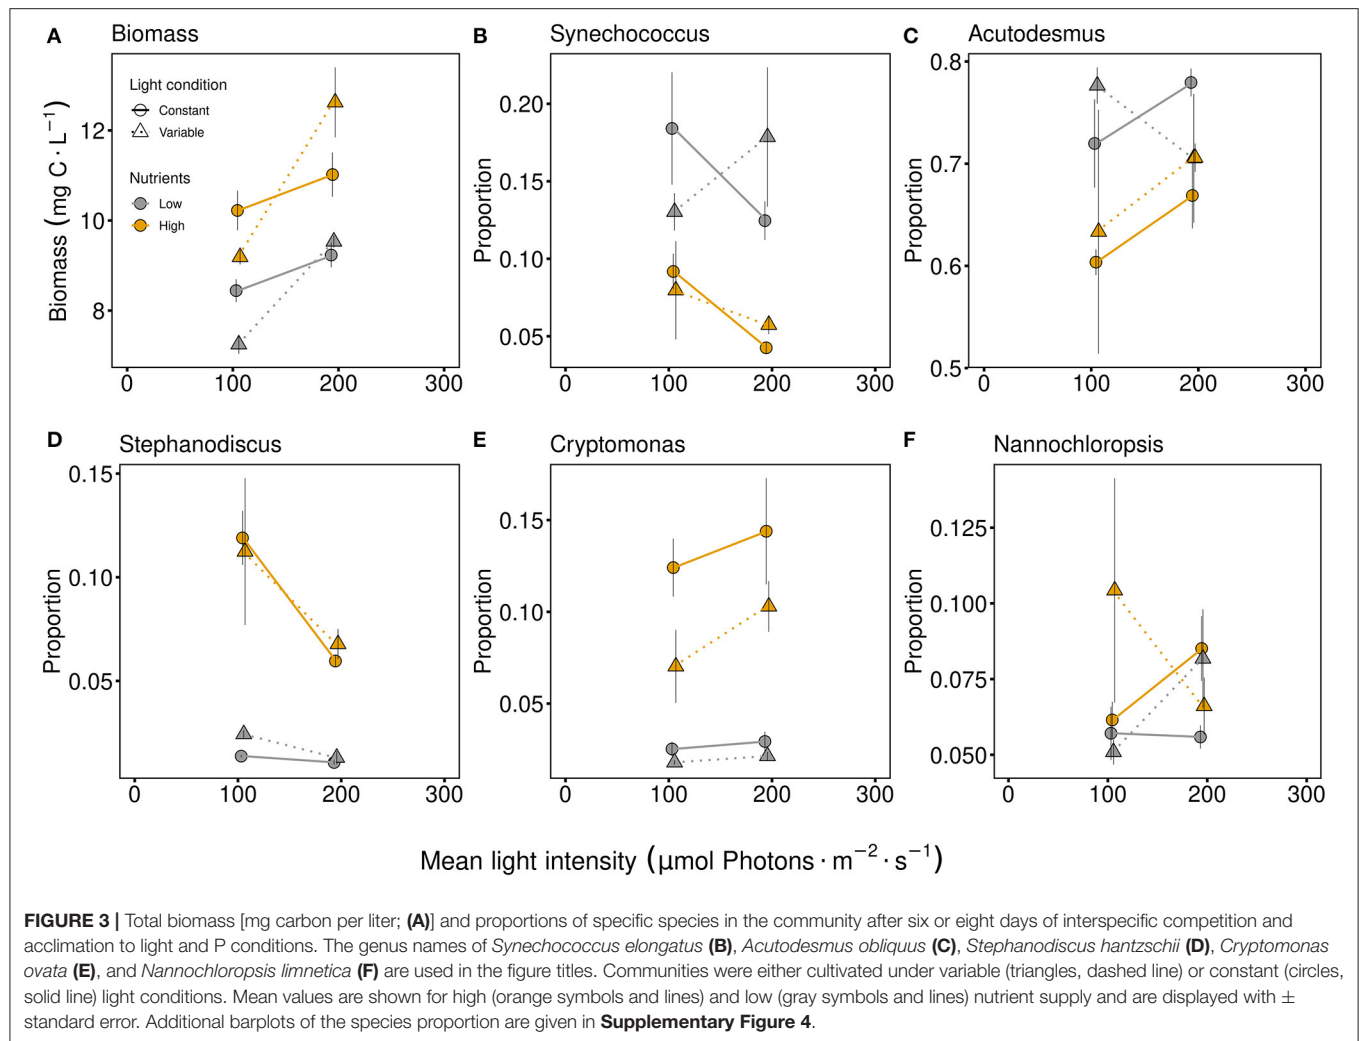 A Biomass
Light condition
Constant
Variable
Nutrients
Low
High
Biomass (mg C · L⁻¹)
12
10
8
0 100 200 300
B Synechococcus
Proportion
0.20
0.15
0.10
0.05
0 100 200 300
C Acutodesmus
Proportion
0.8
0.7
0.6
0.5
0 100 200 300
D Stephanodiscus
Proportion
0.15
0.10
0.05
0 100 200 300
E Cryptomonas
Proportion
0.15
0.10
0.05
0 100 200 300
F Nannochloropsis
Proportion
0.125
0.100
0.075
0.050
0 100 200 300
Mean light intensity (µmol Photons · m⁻² · s⁻¹)
FIGURE 3 | Total biomass [mg carbon per liter; (A)] and proportions of specific species in the community after six or eight days of interspecific competition and
acclimation to light and P conditions. The genus names of Synechococcus elongatus (B), Acutodesmus obliquus (C), Stephanodiscus hantzschii (D), Cryptomonas
ovata (E), and Nannochloropsis limnetica (F) are used in the figure titles. Communities were either cultivated under variable (triangles, dashed line) or constant (circles,
solid line) light conditions. Mean values are shown for high (orange symbols and lines) and low (gray symbols and lines) nutrient supply and are displayed with ±
standard error. Additional barplots of the species proportion are given in Supplementary Figure 4.